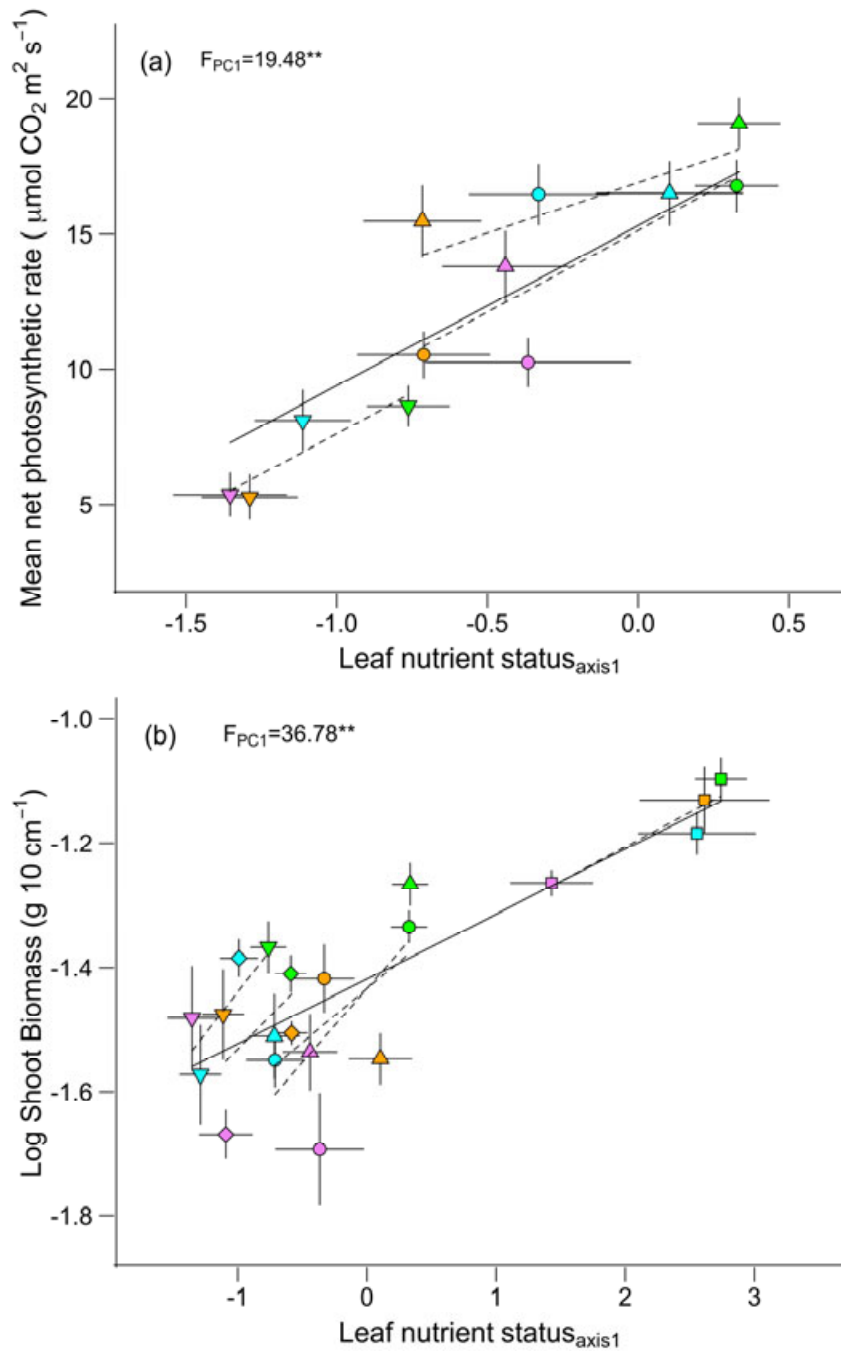 (a) F_PC1=19.48**
Mean net photosynthetic rate ( μmol CO₂ m² s⁻¹)
20
15
10
5
-1.5 -1.0 -0.5 0.0 0.5
Leaf nutrient status_axis1
(b) F_PC1=36.78**
Log Shoot Biomass (g 10 cm⁻¹)
-1.0
-1.2
-1.4
-1.6
-1.8
-1 0 1 2 3
Leaf nutrient status_axis1